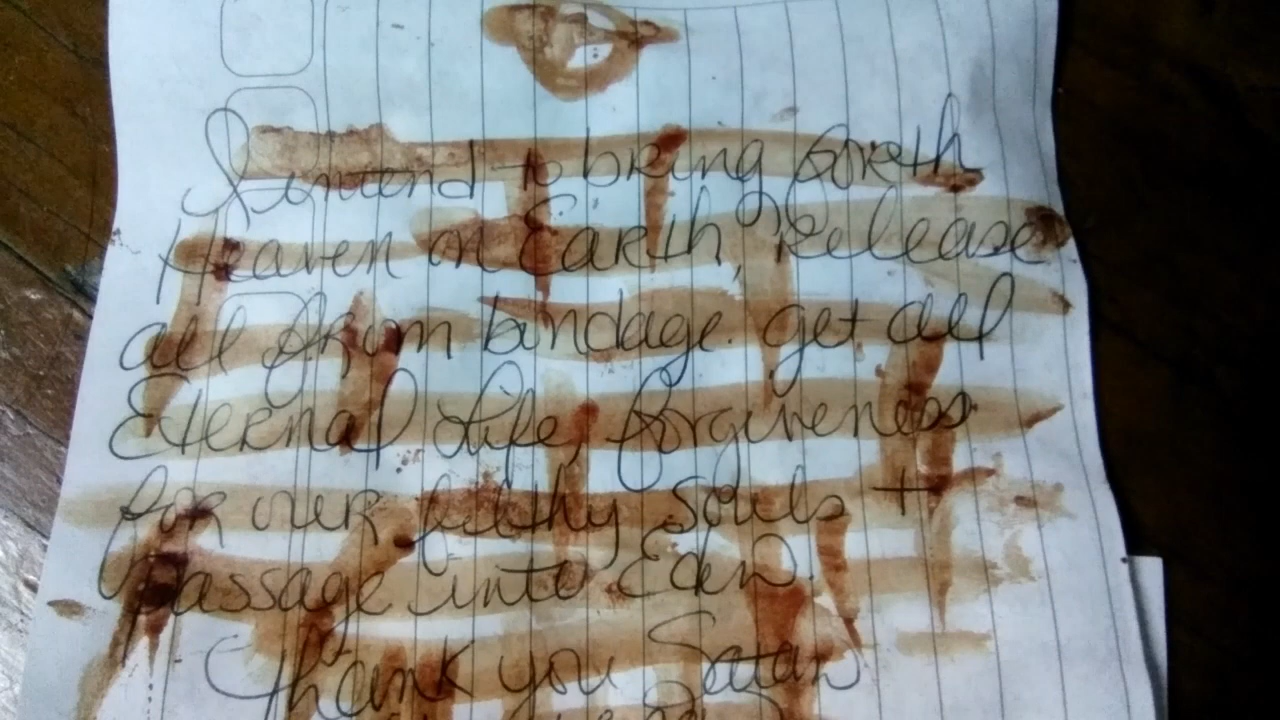 I intend to bring forth
Heaven on Earth, Release
all from bondage. get all
Eternal Life, forgiveness
for our filthy souls +
passage into Eden.
Thank you Satan